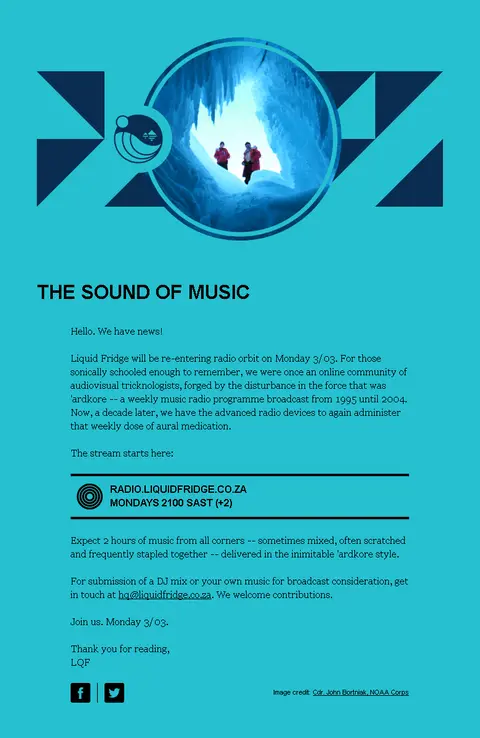 THE SOUND OF MUSIC
Hello. We have news!
Liquid Fridge will be re-entering radio orbit on Monday 3/03. For those
sonically schooled enough to remember, we were once an online community of
audiovisual tricknologists, forged by the disturbance in the force that was
'ardkore -- a weekly music radio programme broadcast from 1995 until 2004.
Now, a decade later, we have the advanced radio devices to again administer
that weekly dose of aural medication.
The stream starts here:
RADIO.LIQUIDFRIDGE.CO.ZA
MONDAYS 2100 SAST (+2)
Expect 2 hours of music from all corners -- sometimes mixed, often scratched
and frequently stapled together -- delivered in the inimitable 'ardkore style.
For submission of a DJ mix or your own music for broadcast consideration, get
in touch at hq@liquidfridge.co.za. We welcome contributions.
Join us. Monday 3/03.
Thank you for reading,
LQF
Image credit: Cdr. John Bortniak, NOAA Corps